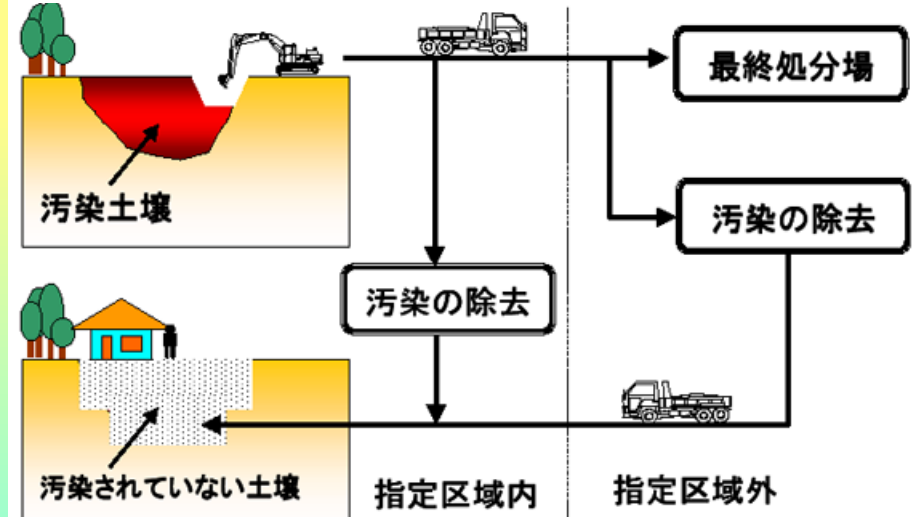 最終処分場
汚染土壌
汚染の除去
汚染の除去
汚染されていない土壌
指定区域内
指定区域外